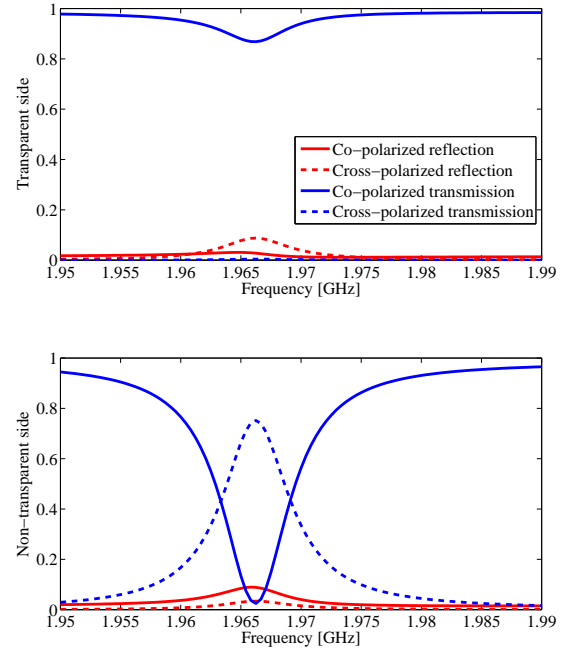 1
0.8
0.6
0.4
0.2
0
Transparent side
Co−polarized reflection
Cross−polarized reflection
Co−polarized transmission
Cross−polarized transmission
1.95 1.955 1.96 1.965 1.97 1.975 1.98 1.985 1.99
Frequency [GHz]
1
0.8
0.6
0.4
0.2
0
Non−transparent side
1.95 1.955 1.96 1.965 1.97 1.975 1.98 1.985 1.99
Frequency [GHz]